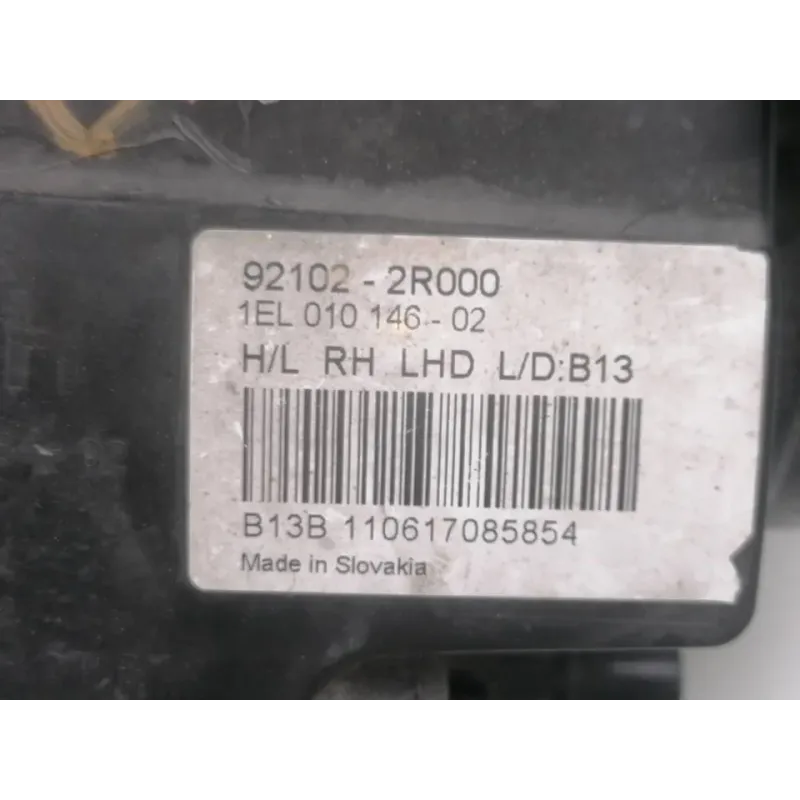 92102 - 2R000
1EL 010 146 - 02
H/L RH LHD L/D:B13
B13B 110617085854
Made in Slovakia